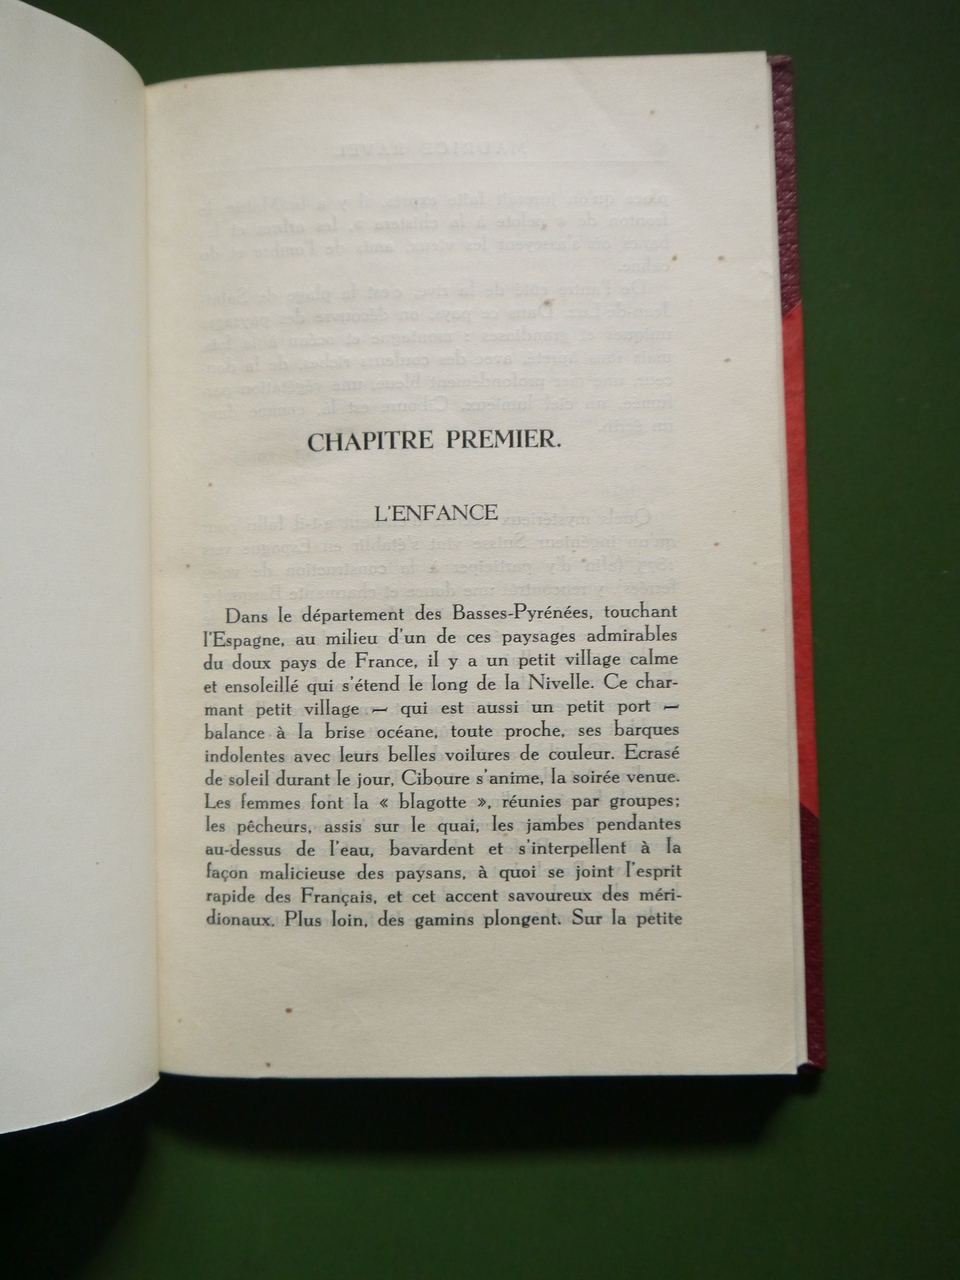 CHAPITRE PREMIER.
L'ENFANCE
Dans le département des Basses-Pyrénées, touchant
l'Espagne, au milieu d'un de ces paysages admirables
du doux pays de France, il y a un petit village calme
et ensoleillé qui s'étend le long de la Nivelle. Ce char-
mant petit village — qui est aussi un petit port —
balance à la brise océane, toute proche, ses barques
indolentes avec leurs belles voilures de couleur. Ecrasé
de soleil durant le jour, Ciboure s'anime, la soirée venue.
Les femmes font la « blagotte », réunies par groupes;
les pêcheurs, assis sur le quai, les jambes pendantes
au-dessus de l'eau, bavardent et s'interpellent à la
façon malicieuse des paysans, à quoi se joint l'esprit
rapide des Français, et cet accent savoureux des méri-
dionaux. Plus loin, des gamins plongent. Sur la petite